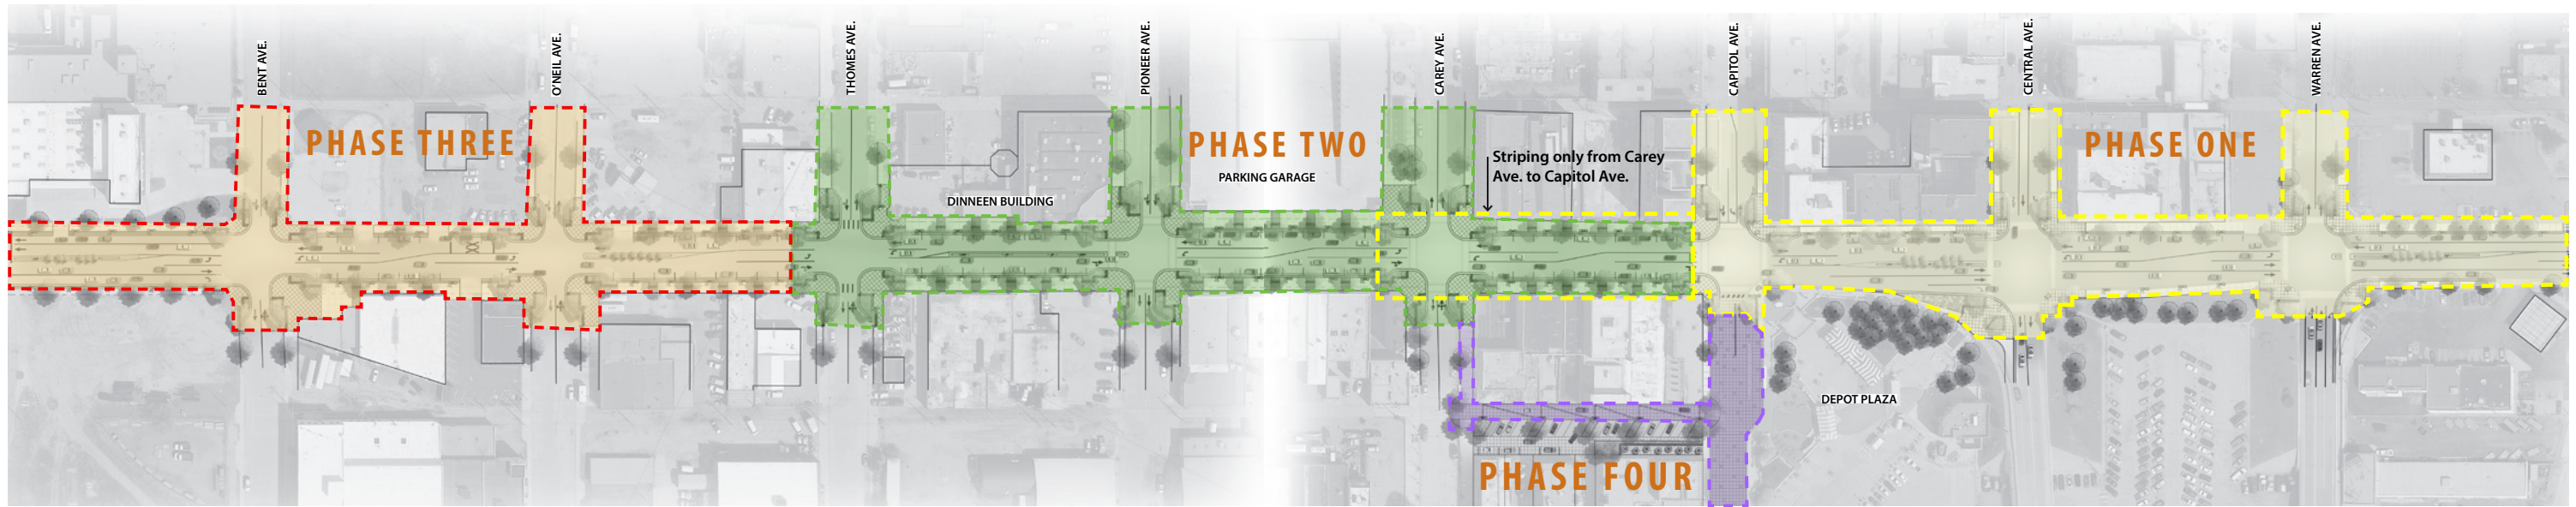 BENT AVE.
O'NEIL AVE.
THOMES AVE.
PIONEER AVE.
CAREY AVE.
CAPITOL AVE.
CENTRAL AVE.
WARREN AVE.
PHASE THREE
PHASE TWO
PHASE ONE
Striping only from Carey
Ave. to Capitol Ave.
PARKING GARAGE
DINNEEN BUILDING
DEPOT PLAZA
PHASE FOUR